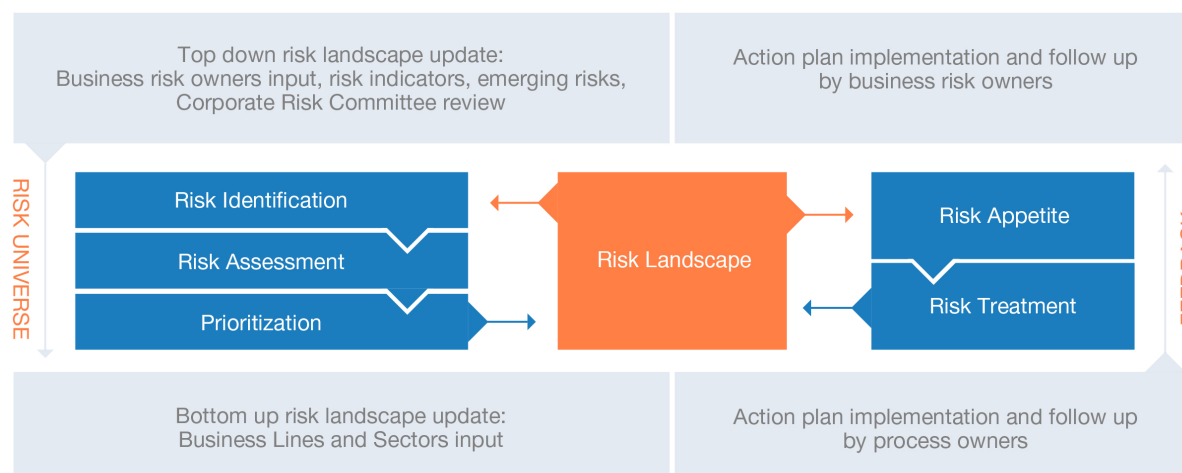 Top down risk landscape update:
Business risk owners input, risk indicators, emerging risks,
Corporate Risk Committee review
Action plan implementation and follow up
by business risk owners
RISK UNIVERSE
Risk Identification
Risk Assessment
Prioritization
Risk Landscape
Risk Appetite
Risk Treatment
Bottom up risk landscape update:
Business Lines and Sectors input
Action plan implementation and follow up
by process owners